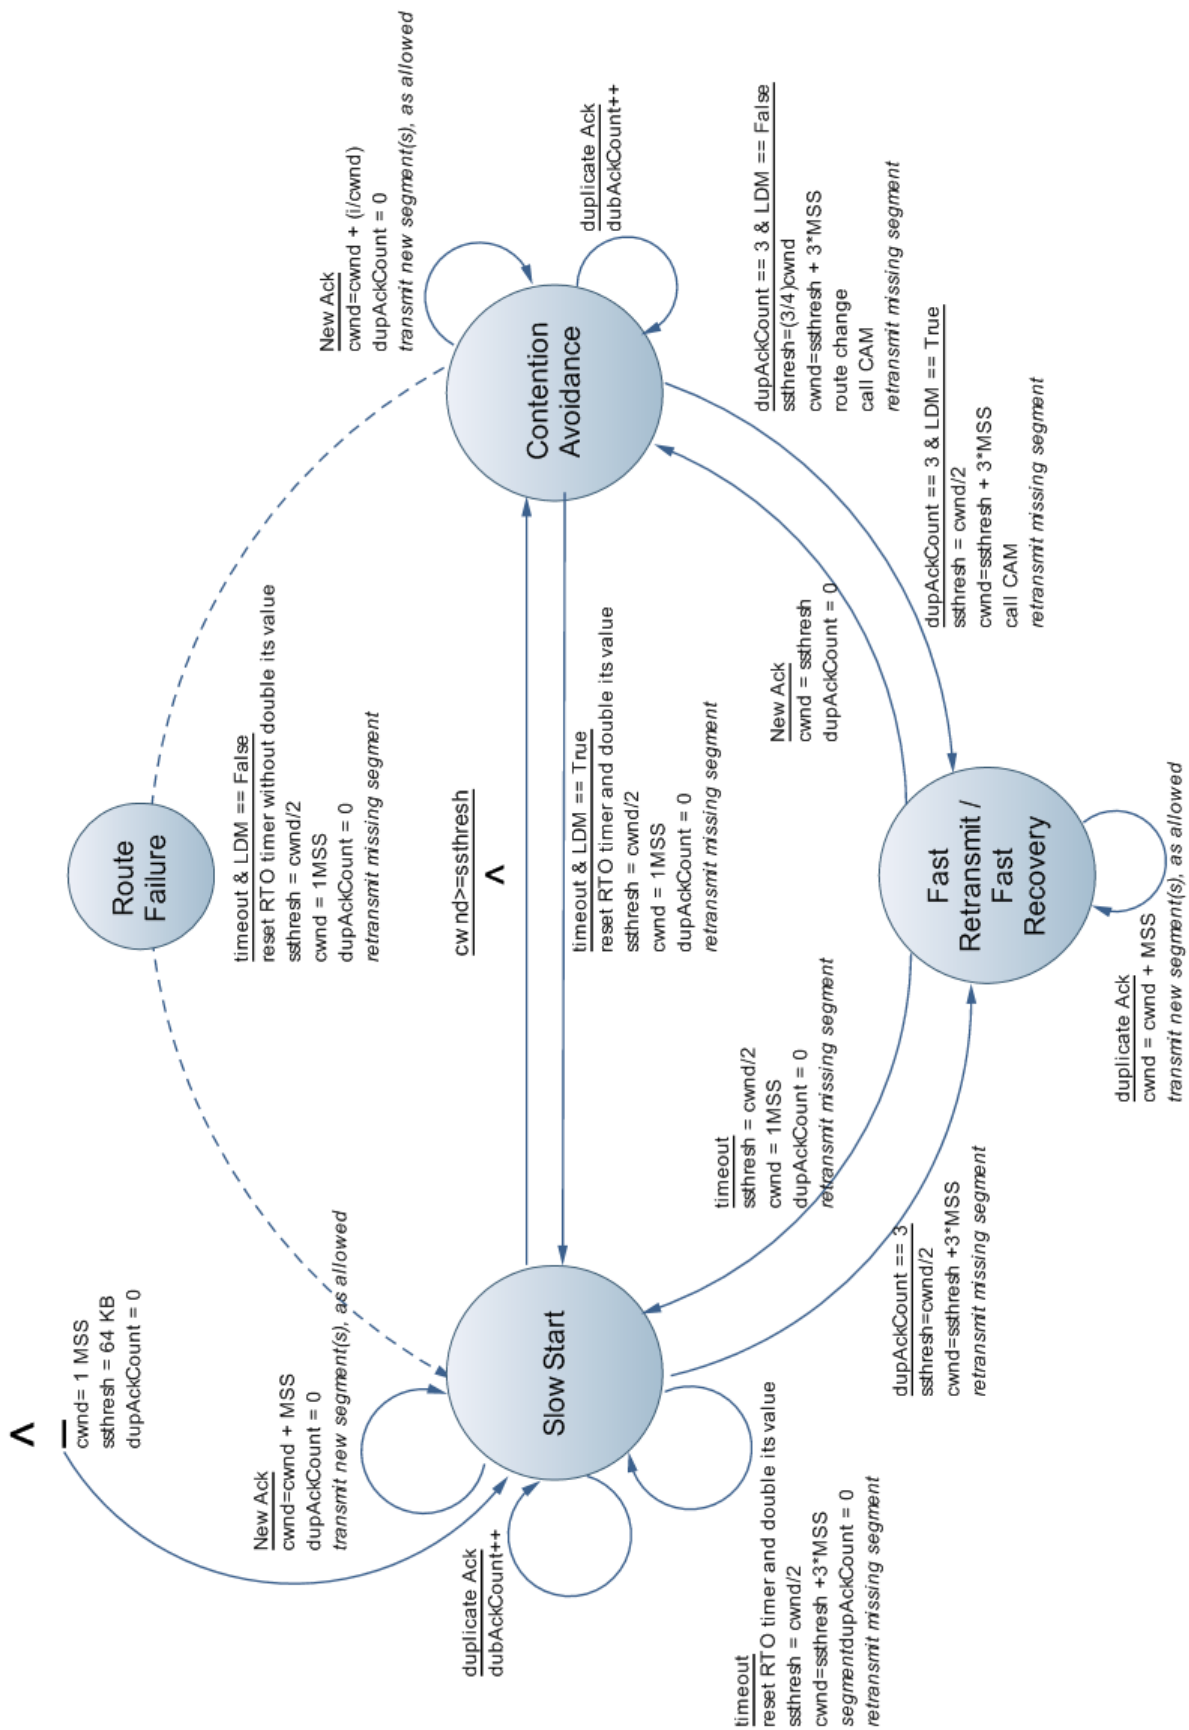 Λ
cwnd= 1 MSS
ssthresh = 64 KB
dupAckCount = 0
New Ack
cwnd=cwnd + MSS
dupAckCount = 0
transmit new segment(s), as allowed
duplicate Ack
dubAckCount++
Slow Start
timeout
reset RTO timer and double its value
ssthresh = cwnd/2
cwnd=ssthresh +3*MSS
segmentdupAckCount = 0
retransmit missing segment
Route
Failure
timeout & LDM == False
reset RTO timer without double its value
ssthresh = cwnd/2
cwnd = 1MSS
dupAckCount = 0
retransmit missing segment
cwnd>=ssthresh
Λ
timeout & LDM == True
reset RTO timer and double its value
ssthresh = cwnd/2
cwnd = 1MSS
dupAckCount = 0
retransmit missing segment
New Ack
cwnd=cwnd + (i/cwnd)
dupAckCount = 0
transmit new segment(s), as allowed
Contention
Avoidance
duplicate Ack
dubAckCount++
dupAckCount == 3 & LDM == False
ssthresh=(3/4)cwnd
cwnd=ssthresh + 3*MSS
route change
call CAM
retransmit missing segment
dupAckCount == 3 & LDM == True
ssthresh = cwnd/2
cwnd=ssthresh + 3*MSS
call CAM
retransmit missing segment
New Ack
cwnd = ssthresh
dupAckCount = 0
timeout
ssthresh = cwnd/2
cwnd = 1MSS
dupAckCount = 0
retransmit missing segment
dupAckCount == 3
ssthresh=cwnd/2
cwnd=ssthresh +3*MSS
retransmit missing segment
Fast
Retransmit /
Fast
Recovery
duplicate Ack
cwnd = cwnd + MSS
transmit new segment(s), as allowed